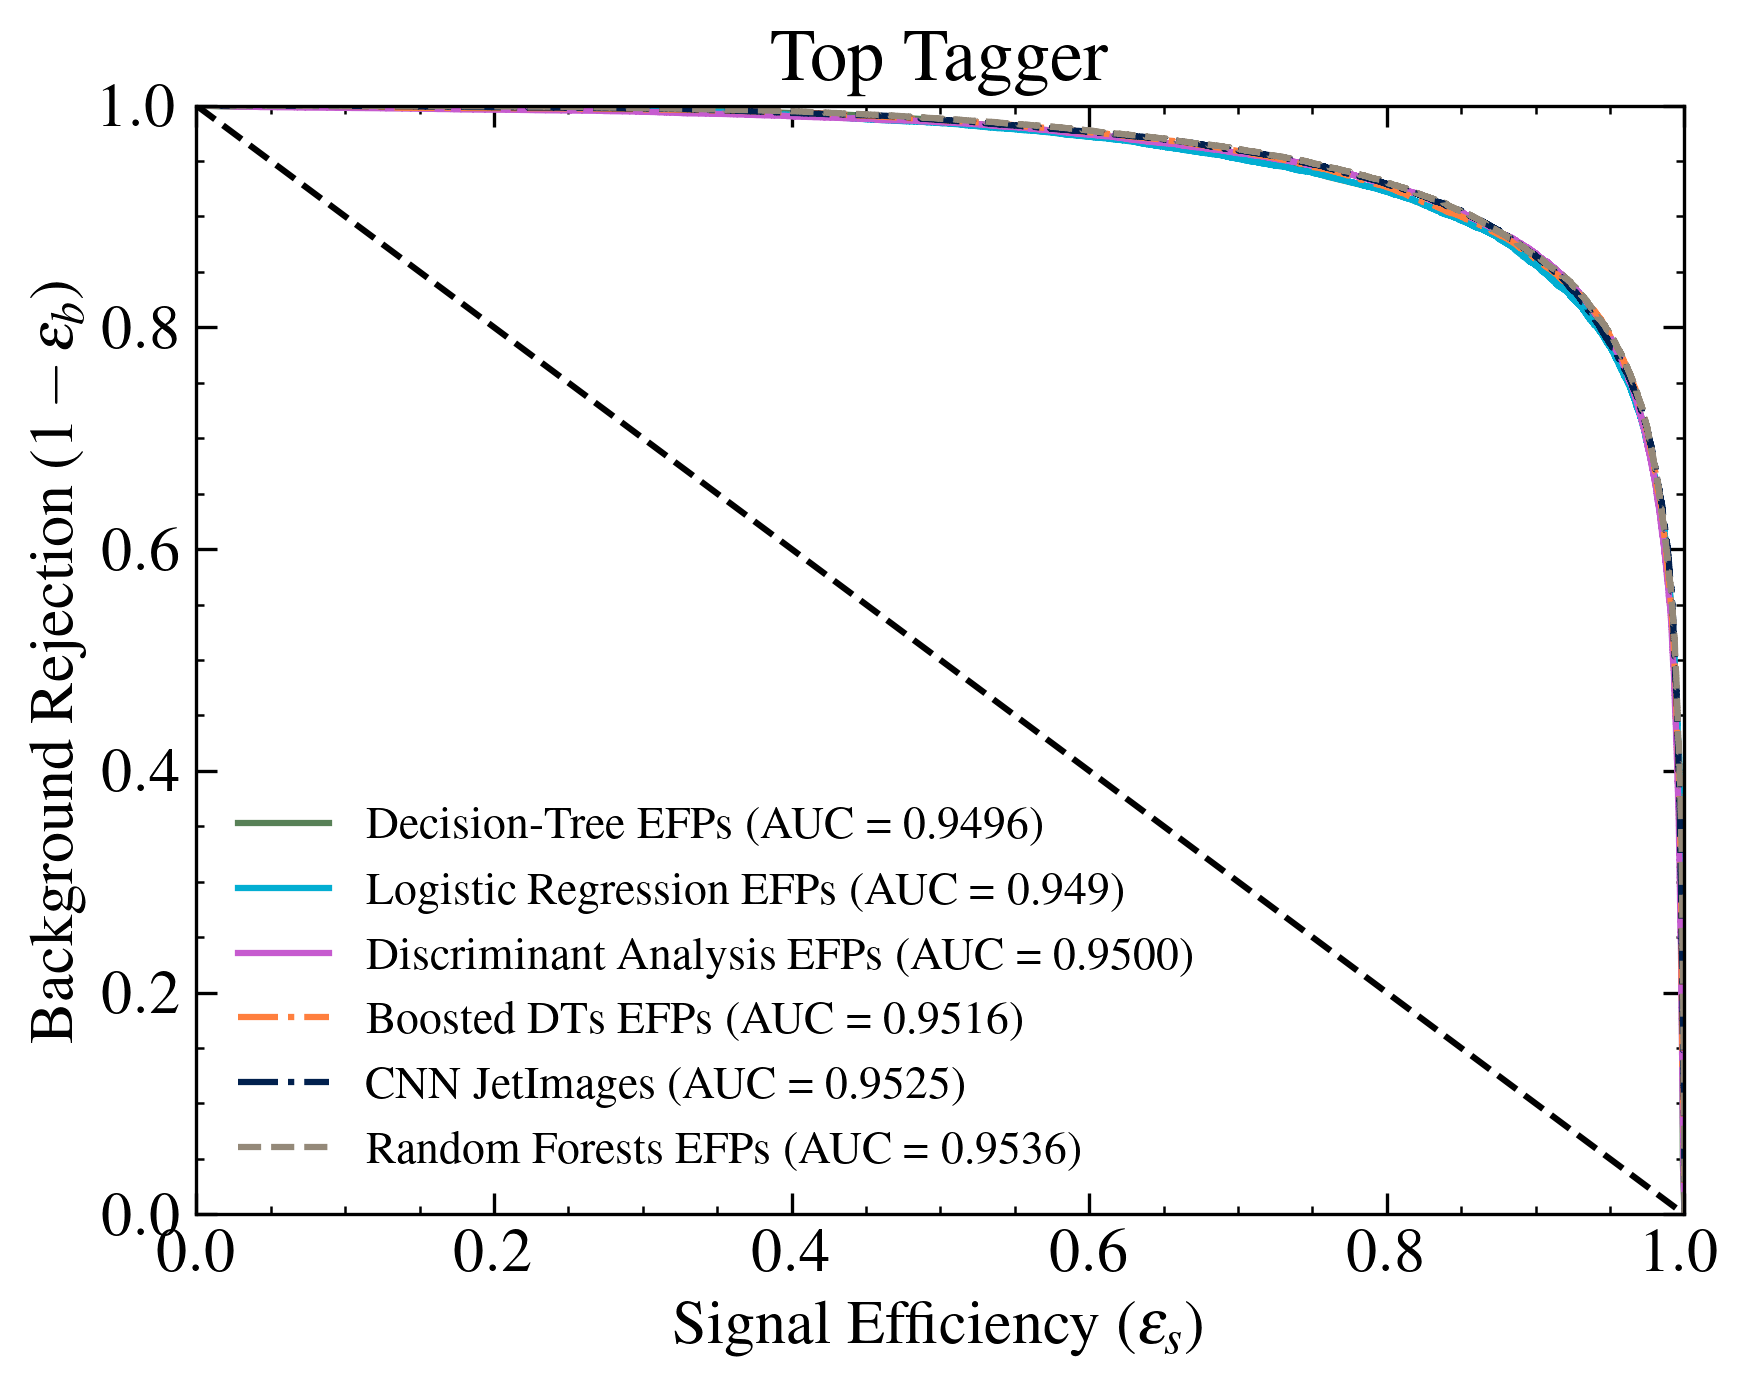 Top Tagger
1.0
0.8
0.6
0.4
0.2
0.0
Background Rejection (1 − ε_b)
Decision-Tree EFPs (AUC = 0.9496)
Logistic Regression EFPs (AUC = 0.949)
Discriminant Analysis EFPs (AUC = 0.9500)
Boosted DTs EFPs (AUC = 0.9516)
CNN JetImages (AUC = 0.9525)
Random Forests EFPs (AUC = 0.9536)
0.0 0.2 0.4 0.6 0.8 1.0
Signal Efficiency (ε_s)